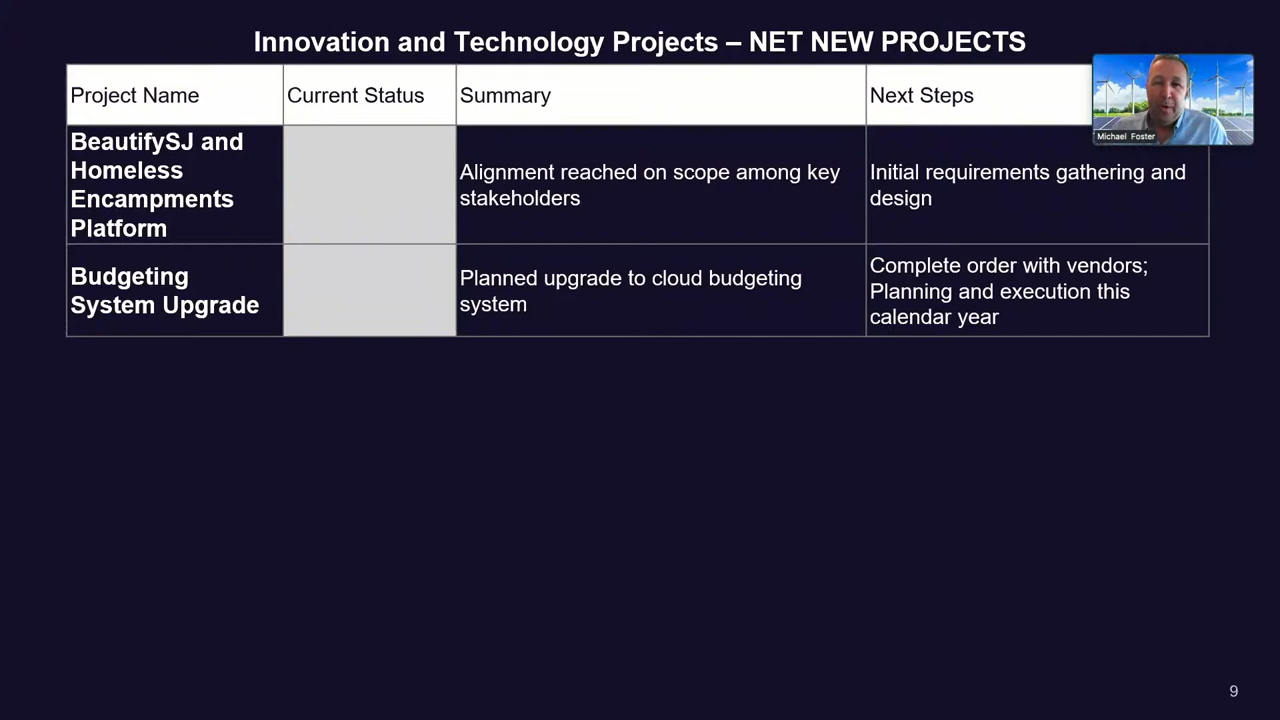 Innovation and Technology Projects – NET NEW PROJECTS
Project Name
Current Status
Summary
Next Steps
Michael Foster
BeautifySJ and
Homeless
Encampments
Platform
Alignment reached on scope among key
stakeholders
Initial requirements gathering and
design
Budgeting
System Upgrade
Planned upgrade to cloud budgeting
system
Complete order with vendors;
Planning and execution this
calendar year
9